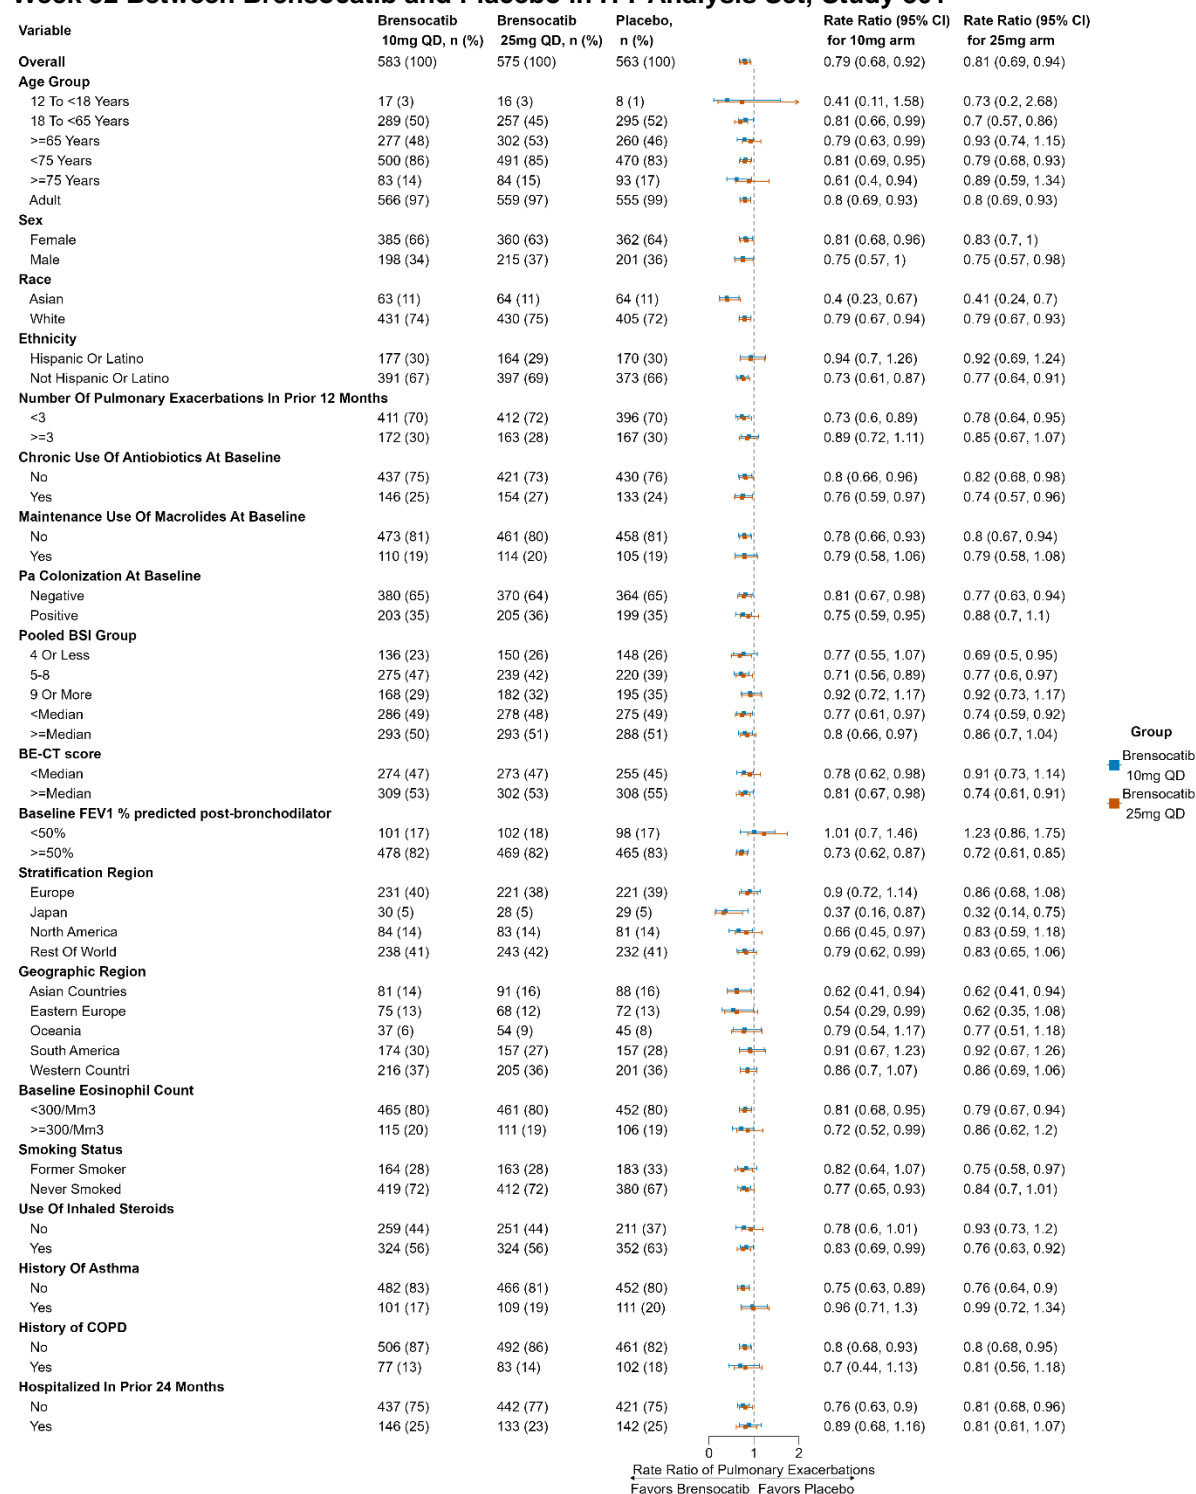 Week 52 Between Brensocatib and Placebo in ITT Analysis Set, Study 301
Variable
Brensocatib 10mg QD, n (%)
Brensocatib 25mg QD, n (%)
Placebo, n (%)
Rate Ratio (95% CI) for 10mg arm
Rate Ratio (95% CI) for 25mg arm
Overall 583 (100) 575 (100) 563 (100) 0.79 (0.68, 0.92) 0.81 (0.69, 0.94)
Age Group
12 To <18 Years 17 (3) 16 (3) 8 (1) 0.41 (0.11, 1.58) 0.73 (0.2, 2.68)
18 To <65 Years 289 (50) 257 (45) 295 (52) 0.81 (0.66, 0.99) 0.7 (0.57, 0.86)
>=65 Years 277 (48) 302 (53) 260 (46) 0.79 (0.63, 0.99) 0.93 (0.74, 1.15)
<75 Years 500 (86) 491 (85) 470 (83) 0.81 (0.69, 0.95) 0.79 (0.68, 0.93)
>=75 Years 83 (14) 84 (15) 93 (17) 0.61 (0.4, 0.94) 0.89 (0.59, 1.34)
Adult 566 (97) 559 (97) 555 (99) 0.8 (0.69, 0.93) 0.8 (0.69, 0.93)
Sex
Female 385 (66) 360 (63) 362 (64) 0.81 (0.68, 0.96) 0.83 (0.7, 1)
Male 198 (34) 215 (37) 201 (36) 0.75 (0.57, 1) 0.75 (0.57, 0.98)
Race
Asian 63 (11) 64 (11) 64 (11) 0.4 (0.23, 0.67) 0.41 (0.24, 0.7)
White 431 (74) 430 (75) 405 (72) 0.79 (0.67, 0.94) 0.79 (0.67, 0.93)
Ethnicity
Hispanic Or Latino 177 (30) 164 (29) 170 (30) 0.94 (0.7, 1.26) 0.92 (0.69, 1.24)
Not Hispanic Or Latino 391 (67) 397 (69) 373 (66) 0.73 (0.61, 0.87) 0.77 (0.64, 0.91)
Number Of Pulmonary Exacerbations In Prior 12 Months
<3 411 (70) 412 (72) 396 (70) 0.73 (0.6, 0.89) 0.78 (0.64, 0.95)
>=3 172 (30) 163 (28) 167 (30) 0.89 (0.72, 1.11) 0.85 (0.67, 1.07)
Chronic Use Of Antiobiotics At Baseline
No 437 (75) 421 (73) 430 (76) 0.8 (0.66, 0.96) 0.82 (0.68, 0.98)
Yes 146 (25) 154 (27) 133 (24) 0.76 (0.59, 0.97) 0.74 (0.57, 0.96)
Maintenance Use Of Macrolides At Baseline
No 473 (81) 461 (80) 458 (81) 0.78 (0.66, 0.93) 0.8 (0.67, 0.94)
Yes 110 (19) 114 (20) 105 (19) 0.79 (0.58, 1.06) 0.79 (0.58, 1.08)
Pa Colonization At Baseline
Negative 380 (65) 370 (64) 364 (65) 0.81 (0.67, 0.98) 0.77 (0.63, 0.94)
Positive 203 (35) 205 (36) 199 (35) 0.75 (0.59, 0.95) 0.88 (0.7, 1.1)
Pooled BSI Group
4 Or Less 136 (23) 150 (26) 148 (26) 0.77 (0.55, 1.07) 0.69 (0.5, 0.95)
5-8 275 (47) 239 (42) 220 (39) 0.71 (0.56, 0.89) 0.77 (0.6, 0.97)
9 Or More 168 (29) 182 (32) 195 (35) 0.92 (0.72, 1.17) 0.92 (0.73, 1.17)
<Median 286 (49) 278 (48) 275 (49) 0.77 (0.61, 0.97) 0.74 (0.59, 0.92)
>=Median 293 (50) 293 (51) 288 (51) 0.8 (0.66, 0.97) 0.86 (0.7, 1.04)
BE-CT score
<Median 274 (47) 273 (47) 255 (45) 0.78 (0.62, 0.98) 0.91 (0.73, 1.14)
>=Median 309 (53) 302 (53) 308 (55) 0.81 (0.67, 0.98) 0.74 (0.61, 0.91)
Baseline FEV1 % predicted post-bronchodilator
<50% 101 (17) 102 (18) 98 (17) 1.01 (0.7, 1.46) 1.23 (0.86, 1.75)
>=50% 478 (82) 469 (82) 465 (83) 0.73 (0.62, 0.87) 0.72 (0.61, 0.85)
Stratification Region
Europe 231 (40) 221 (38) 221 (39) 0.9 (0.72, 1.14) 0.86 (0.68, 1.08)
Japan 30 (5) 28 (5) 29 (5) 0.37 (0.16, 0.87) 0.32 (0.14, 0.75)
North America 84 (14) 83 (14) 81 (14) 0.66 (0.45, 0.97) 0.83 (0.59, 1.18)
Rest Of World 238 (41) 243 (42) 232 (41) 0.79 (0.62, 0.99) 0.83 (0.65, 1.06)
Geographic Region
Asian Countries 81 (14) 91 (16) 88 (16) 0.62 (0.41, 0.94) 0.62 (0.41, 0.94)
Eastern Europe 75 (13) 68 (12) 72 (13) 0.54 (0.29, 0.99) 0.62 (0.35, 1.08)
Oceania 37 (6) 54 (9) 45 (8) 0.79 (0.54, 1.17) 0.77 (0.51, 1.18)
South America 174 (30) 157 (27) 157 (28) 0.91 (0.67, 1.23) 0.92 (0.67, 1.26)
Western Countri 216 (37) 205 (36) 201 (36) 0.86 (0.7, 1.07) 0.86 (0.69, 1.06)
Baseline Eosinophil Count
<300/Mm3 465 (80) 461 (80) 452 (80) 0.81 (0.68, 0.95) 0.79 (0.67, 0.94)
>=300/Mm3 115 (20) 111 (19) 106 (19) 0.72 (0.52, 0.99) 0.86 (0.62, 1.2)
Smoking Status
Former Smoker 164 (28) 163 (28) 183 (33) 0.82 (0.64, 1.07) 0.75 (0.58, 0.97)
Never Smoked 419 (72) 412 (72) 380 (67) 0.77 (0.65, 0.93) 0.84 (0.7, 1.01)
Use Of Inhaled Steroids
No 259 (44) 251 (44) 211 (37) 0.78 (0.6, 1.01) 0.93 (0.73, 1.2)
Yes 324 (56) 324 (56) 352 (63) 0.83 (0.69, 0.99) 0.76 (0.63, 0.92)
History Of Asthma
No 482 (83) 466 (81) 452 (80) 0.75 (0.63, 0.89) 0.76 (0.64, 0.9)
Yes 101 (17) 109 (19) 111 (20) 0.96 (0.71, 1.3) 0.99 (0.72, 1.34)
History of COPD
No 506 (87) 492 (86) 461 (82) 0.8 (0.68, 0.93) 0.8 (0.68, 0.95)
Yes 77 (13) 83 (14) 102 (18) 0.7 (0.44, 1.13) 0.81 (0.56, 1.18)
Hospitalized In Prior 24 Months
No 437 (75) 442 (77) 421 (75) 0.76 (0.63, 0.9) 0.81 (0.68, 0.96)
Yes 146 (25) 133 (23) 142 (25) 0.89 (0.68, 1.16) 0.81 (0.61, 1.07)
0 1 2
Rate Ratio of Pulmonary Exacerbations
Favors Brensocatib Favors Placebo
Group
Brensocatib
10mg QD
Brensocatib
25mg QD